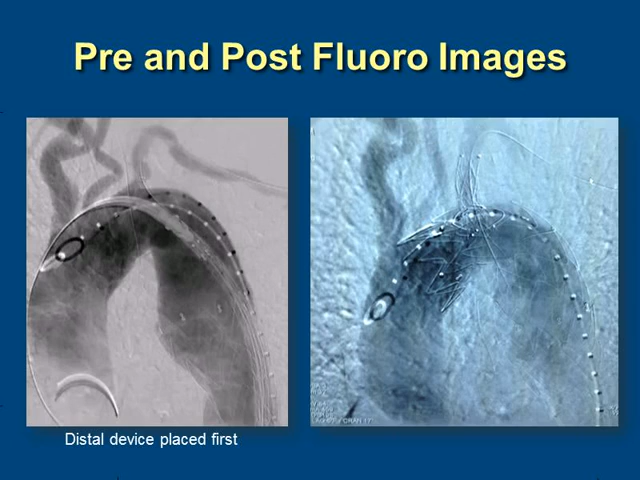 Pre and Post Fluoro Images
Distal device placed first